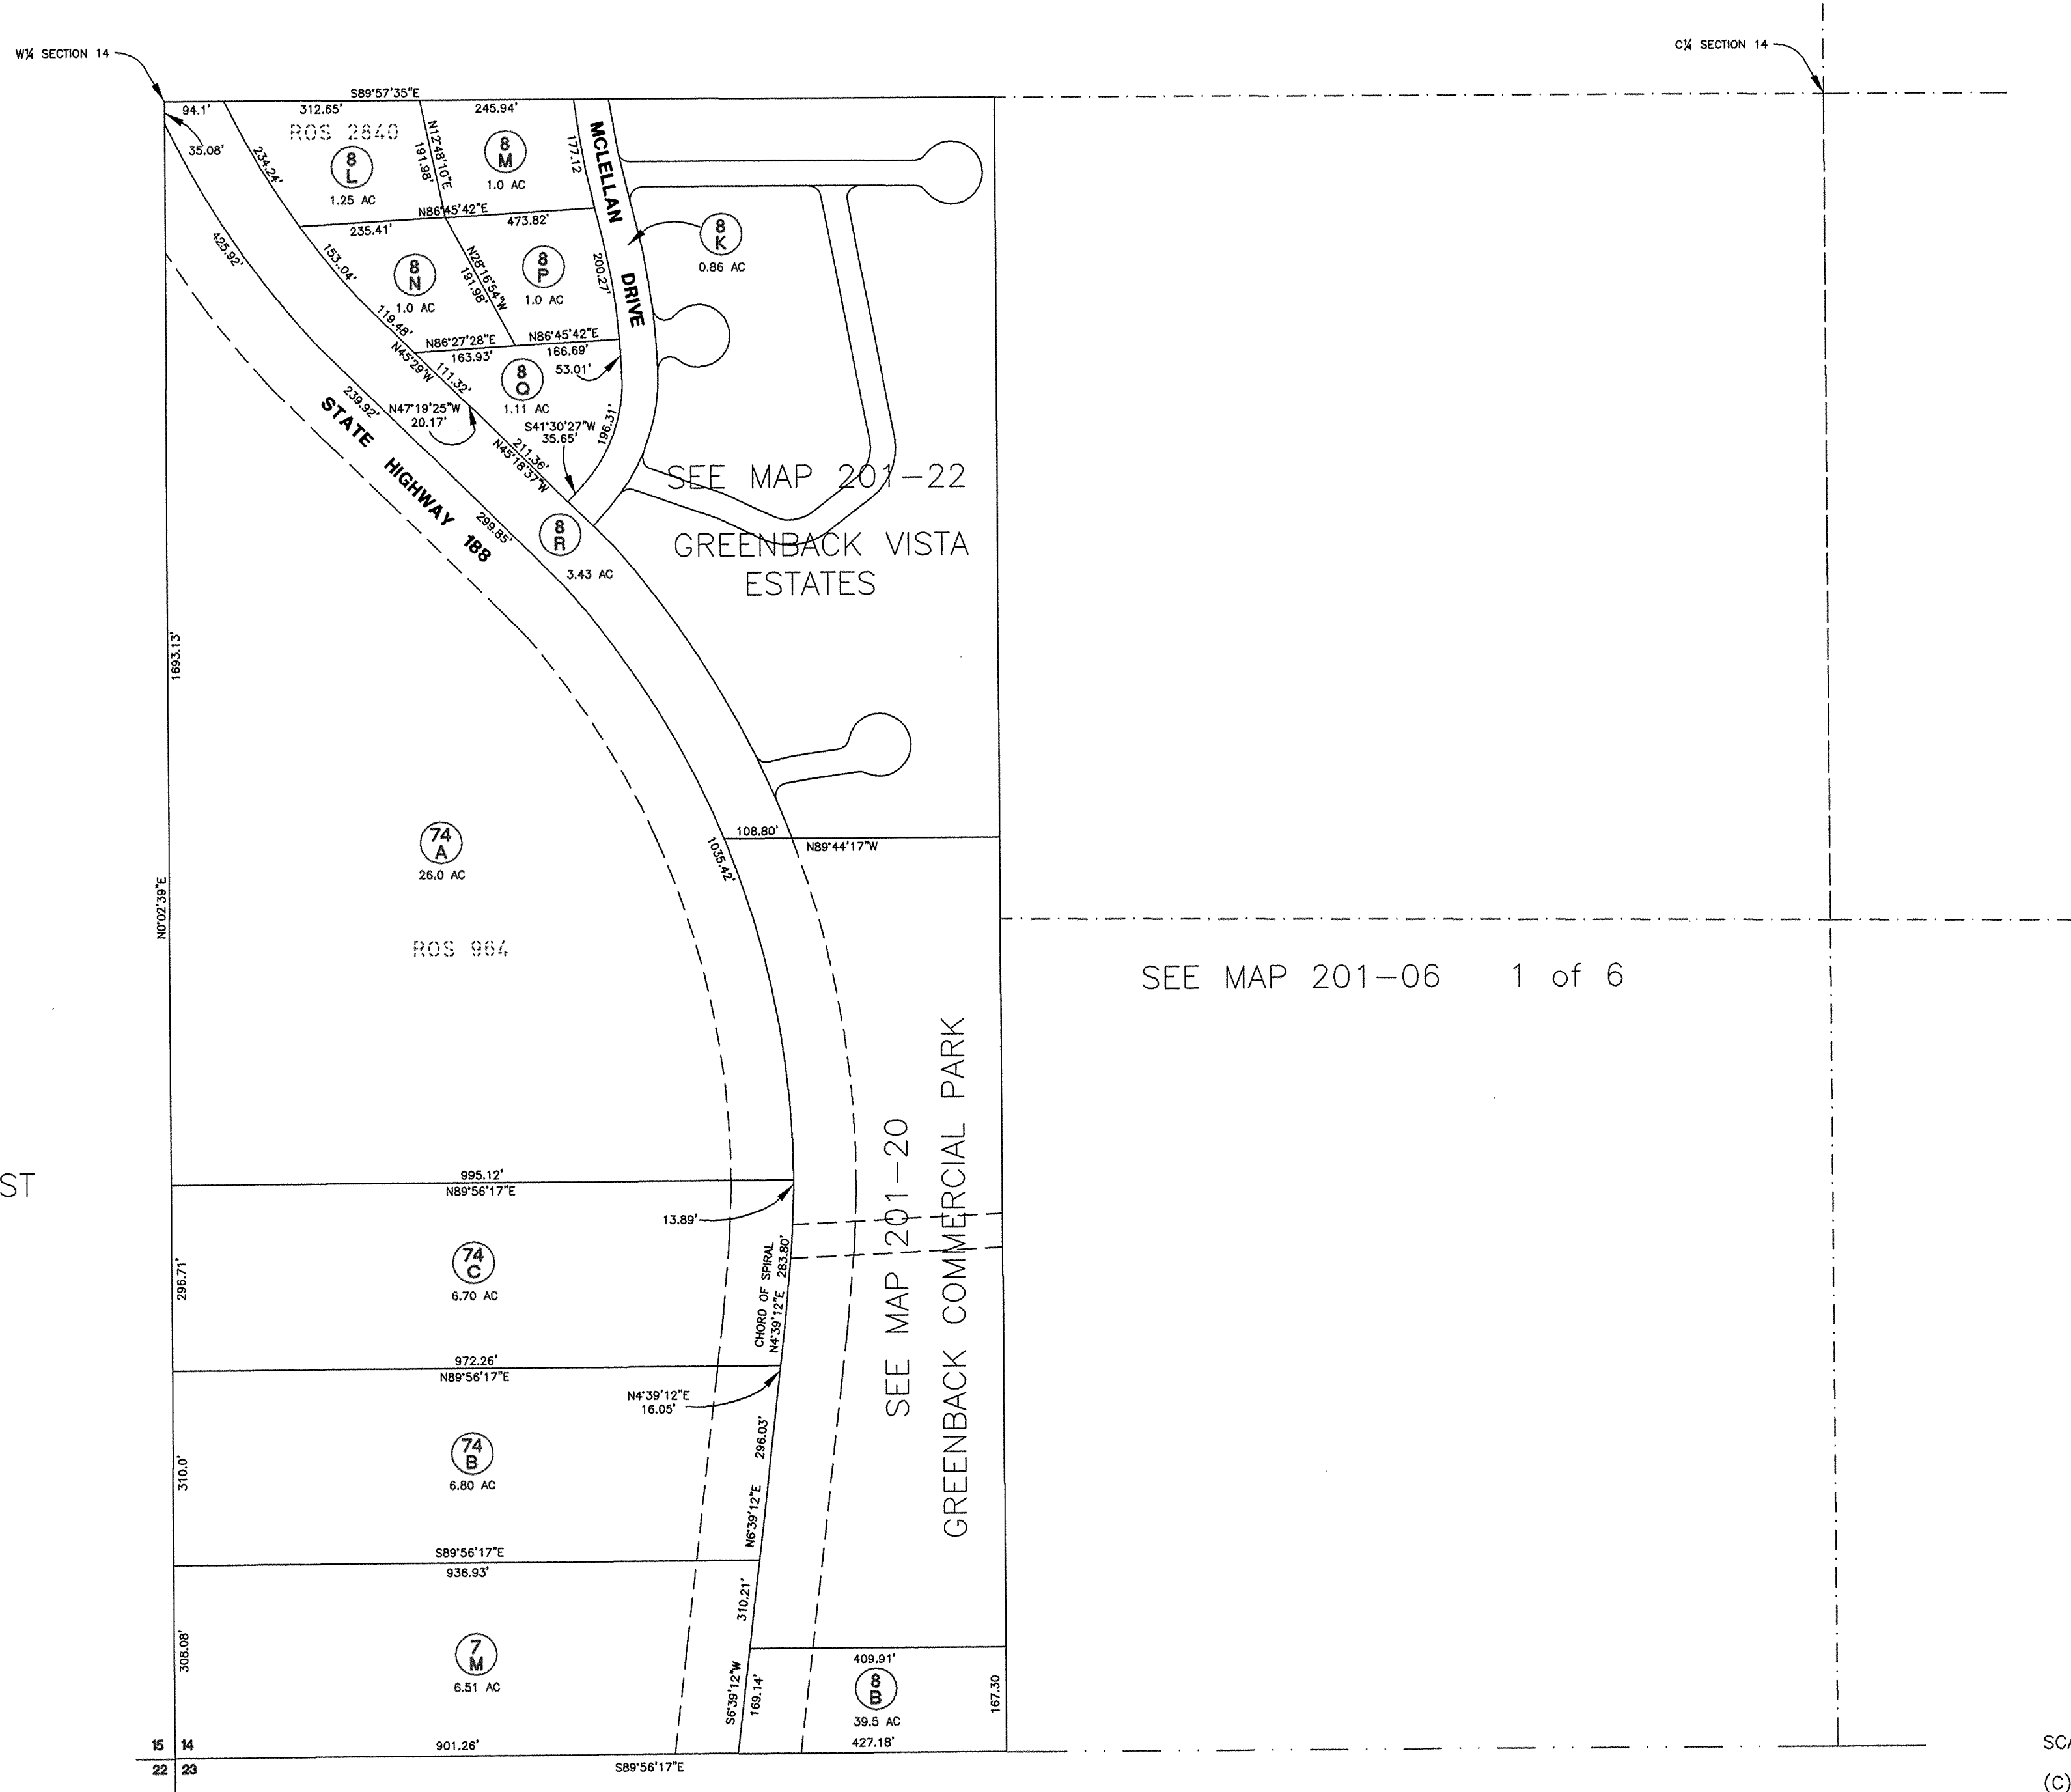 W¼ SECTION 14
C¼ SECTION 14
S89°57'35"E
94.1'
312.65'
245.94'
ROS 2840
35.08'
234.24'
8
L
1.25 AC
N12°48'10"E
191.98'
8
M
1.0 AC
177.12
MCLELLAN DRIVE
N86°45'42"E
235.41'
473.82'
8
K
0.86 AC
425.92'
153..04'
8
N
1.0 AC
N28°16'54"W
191.98'
8
P
1.0 AC
200.27'
119.48'
N86°27'28"E
163.93'
N86°45'42"E
166.69'
N45°29'W
111.32'
8
Q
1.11 AC
53.01'
239.92'
STATE HIGHWAY 188
N47°19'25"W
20.17'
S41°30'27"W
35.65'
196.31'
211.36'
N45°18'37"W
SEE MAP 201-22
GREENBACK VISTA
ESTATES
299.85'
8
R
3.43 AC
1693.13'
N0°02'39"E
74
A
26.0 AC
ROS 964
108.80'
N89°44'17"W
1035.42'
SEE MAP 201-06 1 of 6
SEE MAP 201-20
GREENBACK COMMERCIAL PARK
ST
995.12'
N89°56'17"E
13.89'
296.71'
74
C
6.70 AC
CHORD OF SPIRAL
N4°39'12"E 283.80'
972.26'
N89°56'17"E
N4°39'12"E
16.05'
310.0'
74
B
6.80 AC
N6°39'12"E 296.03'
S89°56'17"E
936.93'
308.08'
7
M
6.51 AC
310.21'
S6°39'12"W
169.14'
409.91'
8
B
39.5 AC
167.30
427.18'
15 14
22 23
901.26'
S89°56'17"E
SCA
(C)